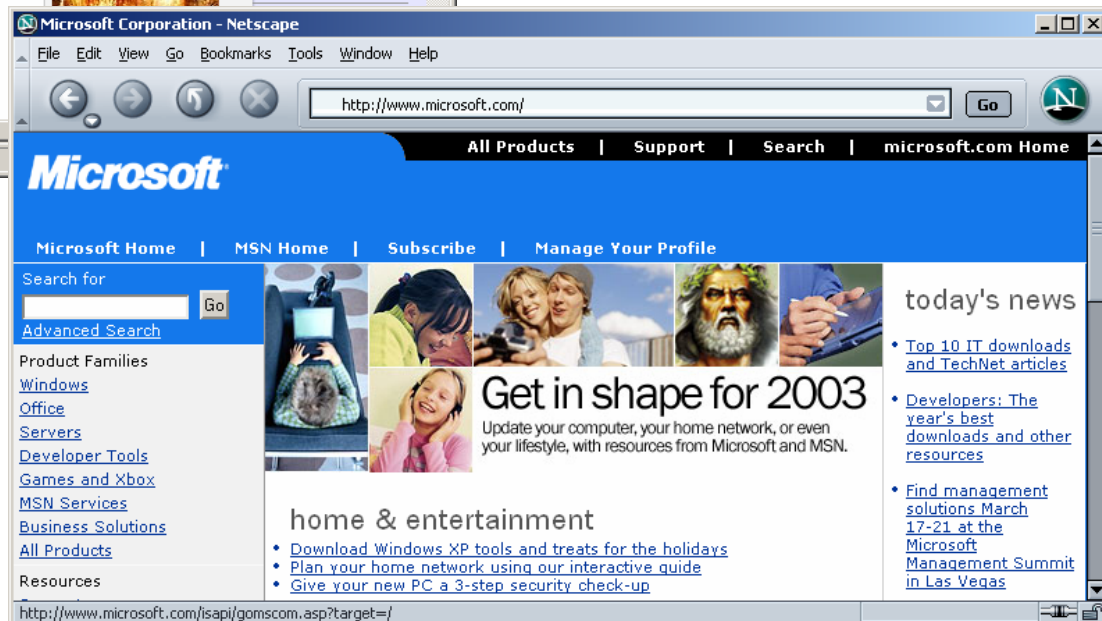 Microsoft Corporation - Netscape
File Edit View Go Bookmarks Tools Window Help
http://www.microsoft.com/
Go
N
All Products | Support | Search | microsoft.com Home
Microsoft
Microsoft Home | MSN Home | Subscribe | Manage Your Profile
Search for
Go
Advanced Search
Product Families
Windows
Office
Servers
Developer Tools
Games and Xbox
MSN Services
Business Solutions
All Products
Resources
Get in shape for 2003
Update your computer, your home network, or even
your lifestyle, with resources from Microsoft and MSN.
home & entertainment
• Download Windows XP tools and treats for the holidays
• Plan your home network using our interactive guide
• Give your new PC a 3-step security check-up
today's news
• Top 10 IT downloads
and TechNet articles
• Developers: The
year's best
downloads and other
resources
• Find management
solutions March
17-21 at the
Microsoft
Management Summit
in Las Vegas
http://www.microsoft.com/isapi/gomscom.asp?target=/